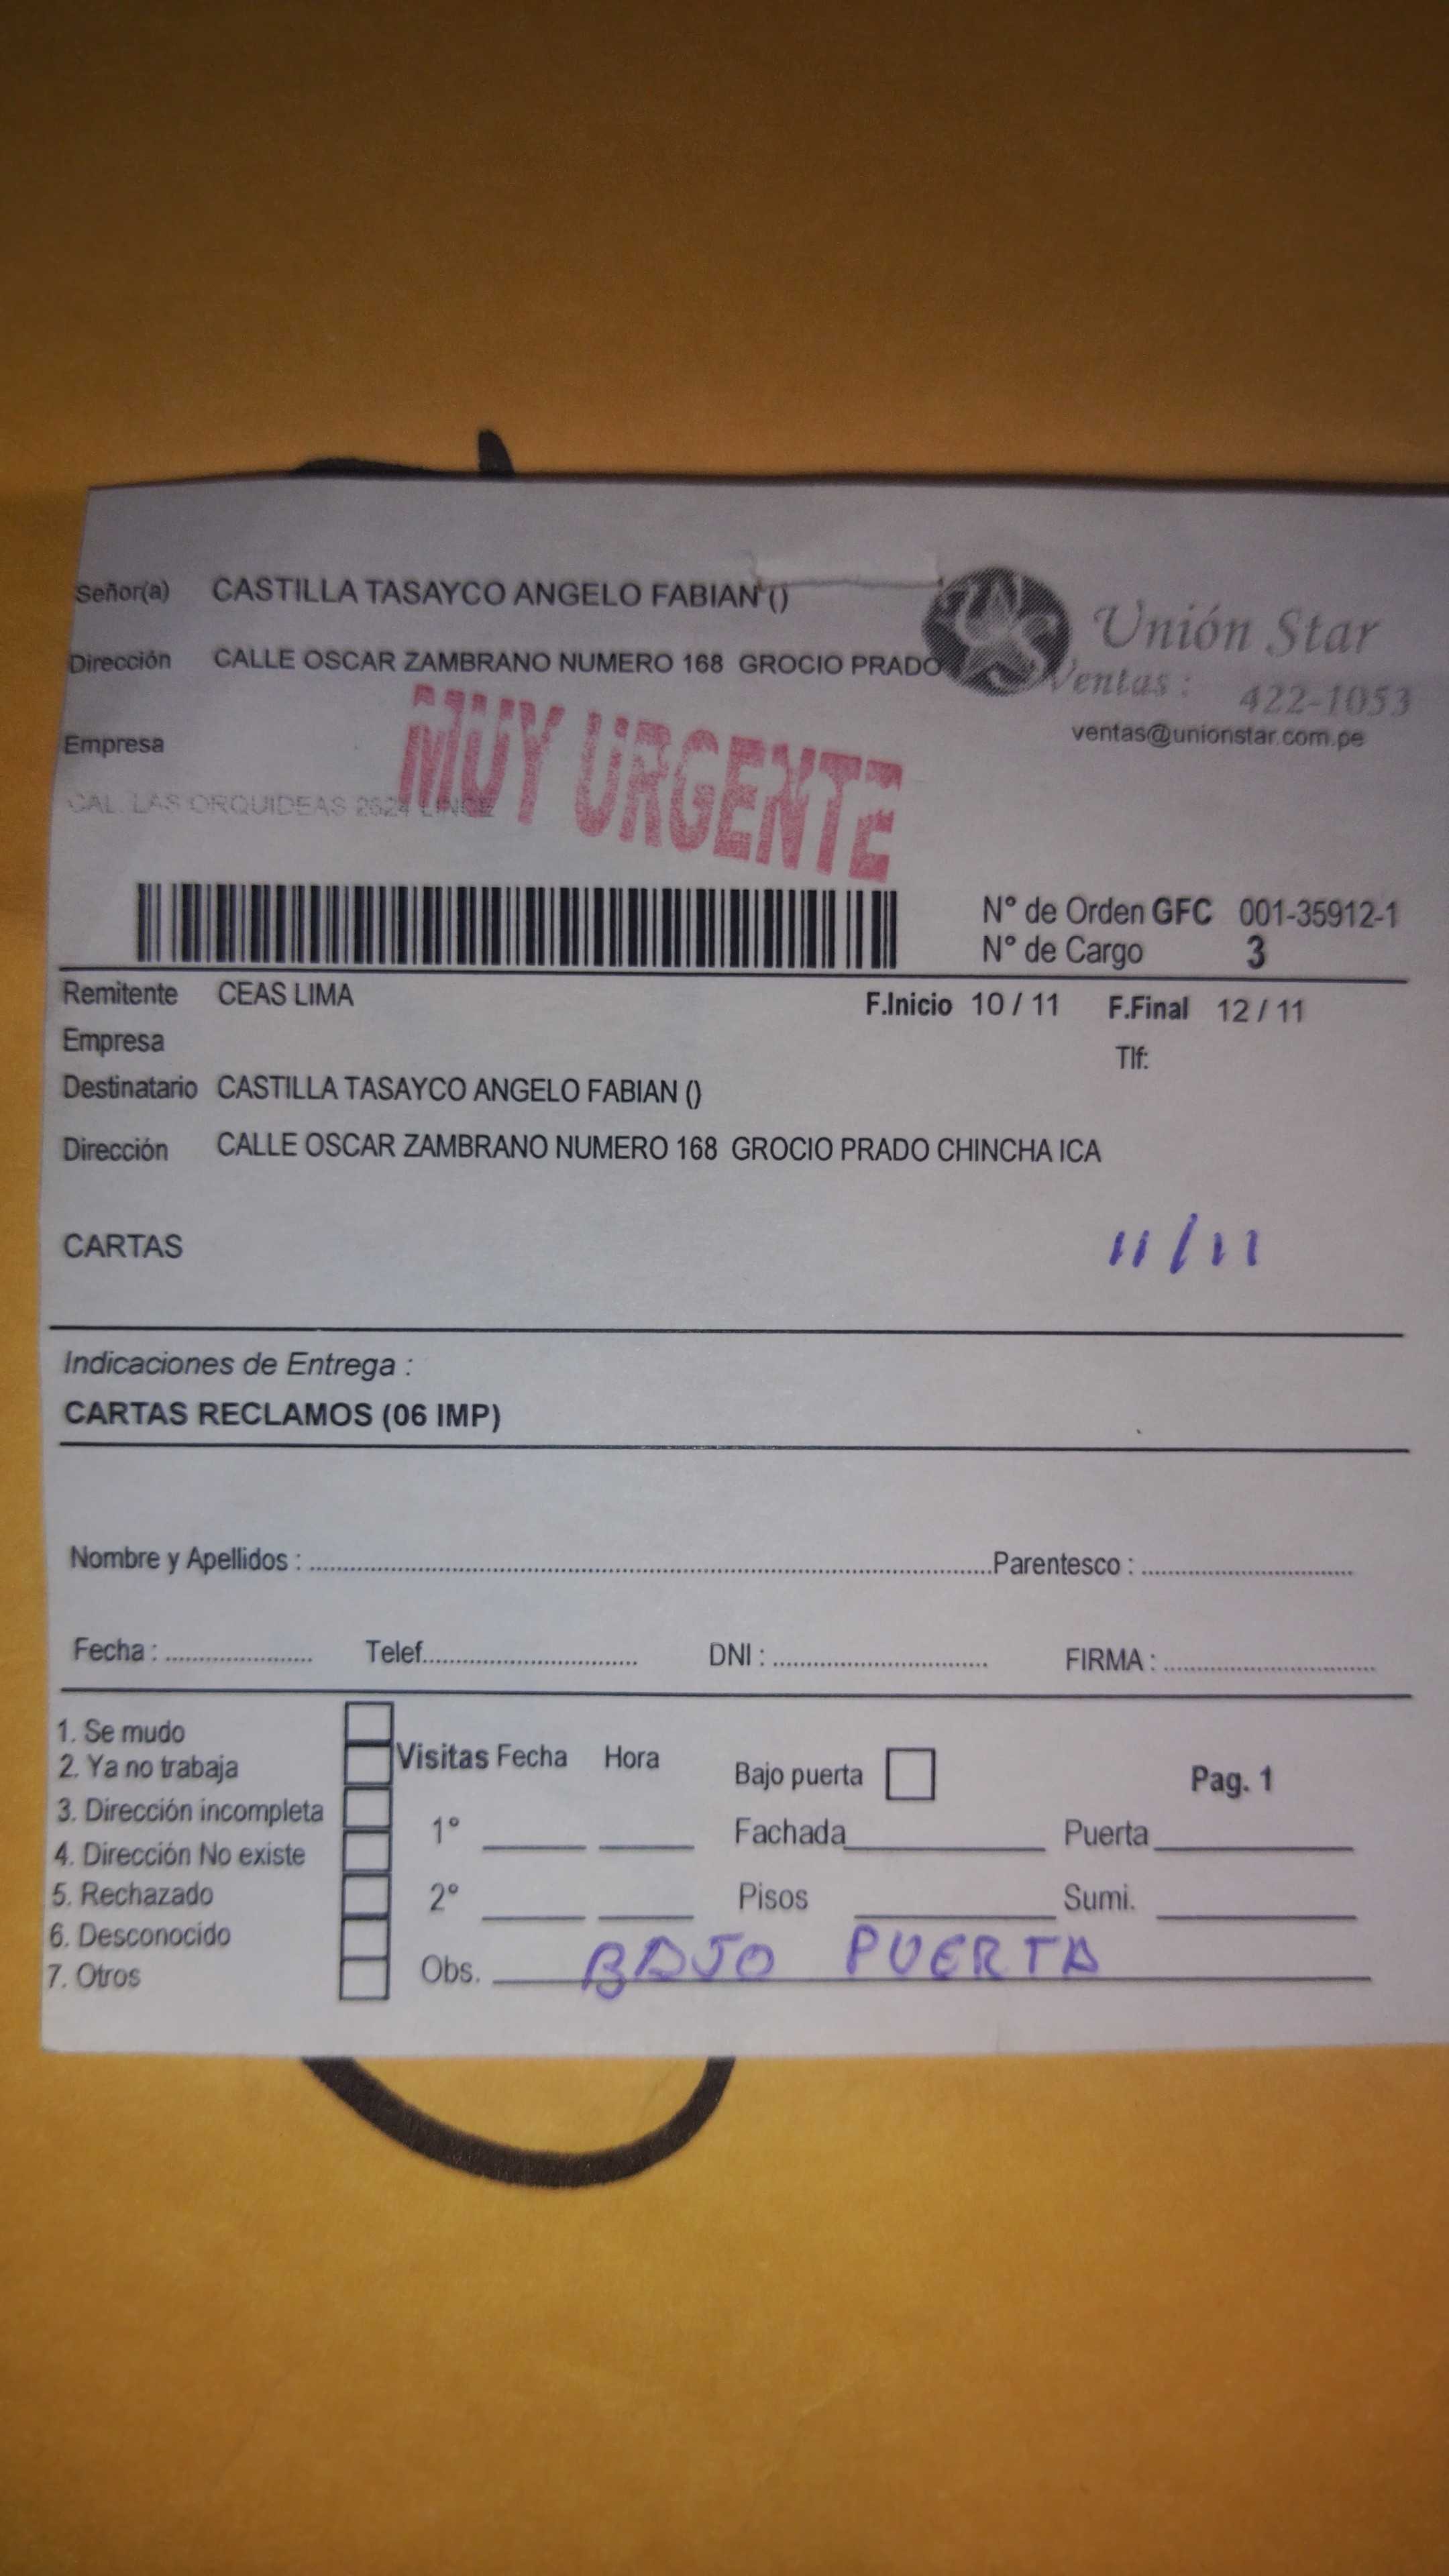 Señor(a) CASTILLA TASAYCO ANGELO FABIAN ()
Dirección CALLE OSCAR ZAMBRANO NUMERO 168 GROCIO PRADO
Unión Star
Ventas : 422-1053
ventas@unionstar.com.pe
Empresa
MUY URGENTE
CAL. LAS ORQUIDEAS 2624 LINCE
N° de Orden GFC 001-35912-1
N° de Cargo 3
Remitente CEAS LIMA F.Inicio 10 / 11 F.Final 12 / 11
Empresa Tlf:
Destinatario CASTILLA TASAYCO ANGELO FABIAN ()
Dirección CALLE OSCAR ZAMBRANO NUMERO 168 GROCIO PRADO CHINCHA ICA
CARTAS 11/11
Indicaciones de Entrega :
CARTAS RECLAMOS (06 IMP)
Nombre y Apellidos : Parentesco :
Fecha : Telef. DNI : FIRMA :
1. Se mudo
2. Ya no trabaja
3. Dirección incompleta
4. Dirección No existe
5. Rechazado
6. Desconocido
7. Otros
Visitas Fecha Hora
1°
2°
Bajo puerta Pag. 1
Fachada Puerta
Pisos Sumi.
Obs. BAJO PUERTA